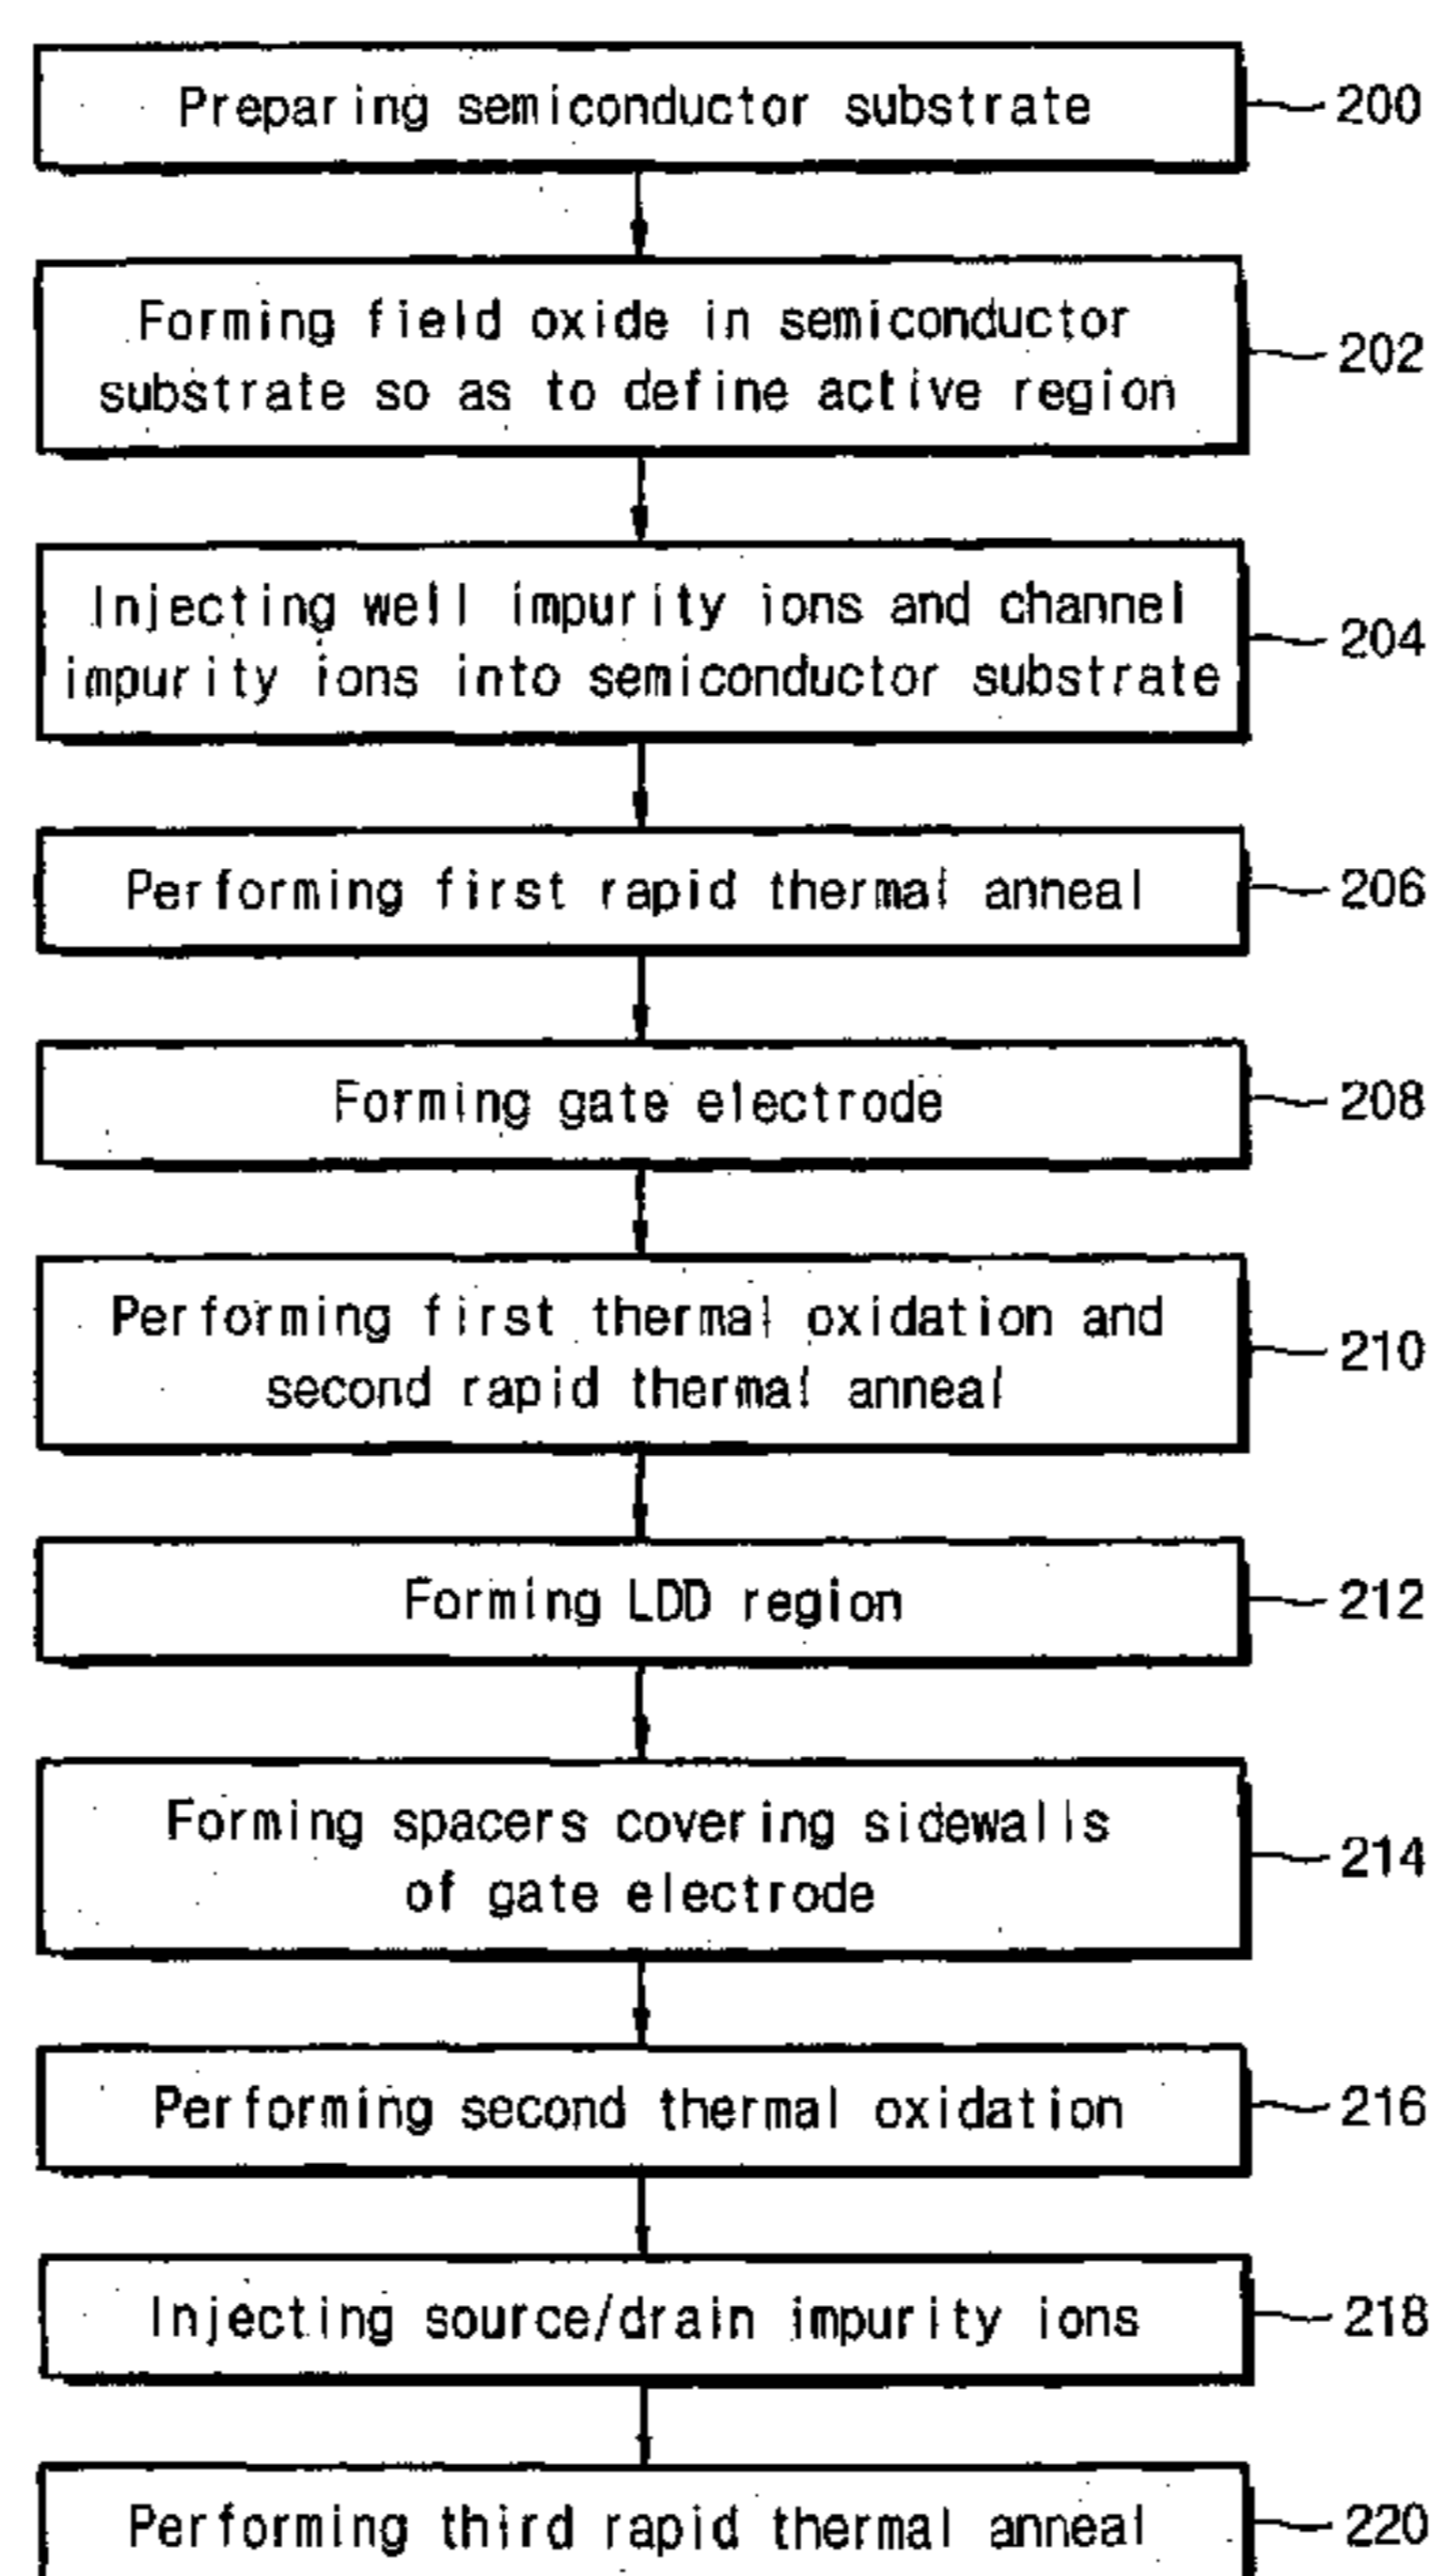 Preparing semiconductor substrate
200
Forming field oxide in semiconductor
substrate so as to define active region
202
Injecting well impurity ions and channel
impurity ions into semiconductor substrate
204
Performing first rapid thermal anneal
206
Forming gate electrode
208
Performing first thermal oxidation and
second rapid thermal anneal
210
Forming LDD region
212
Forming spacers covering sidewalls
of gate electrode
214
Performing second thermal oxidation
216
Injecting source/drain impurity ions
218
Performing third rapid thermal anneal
220